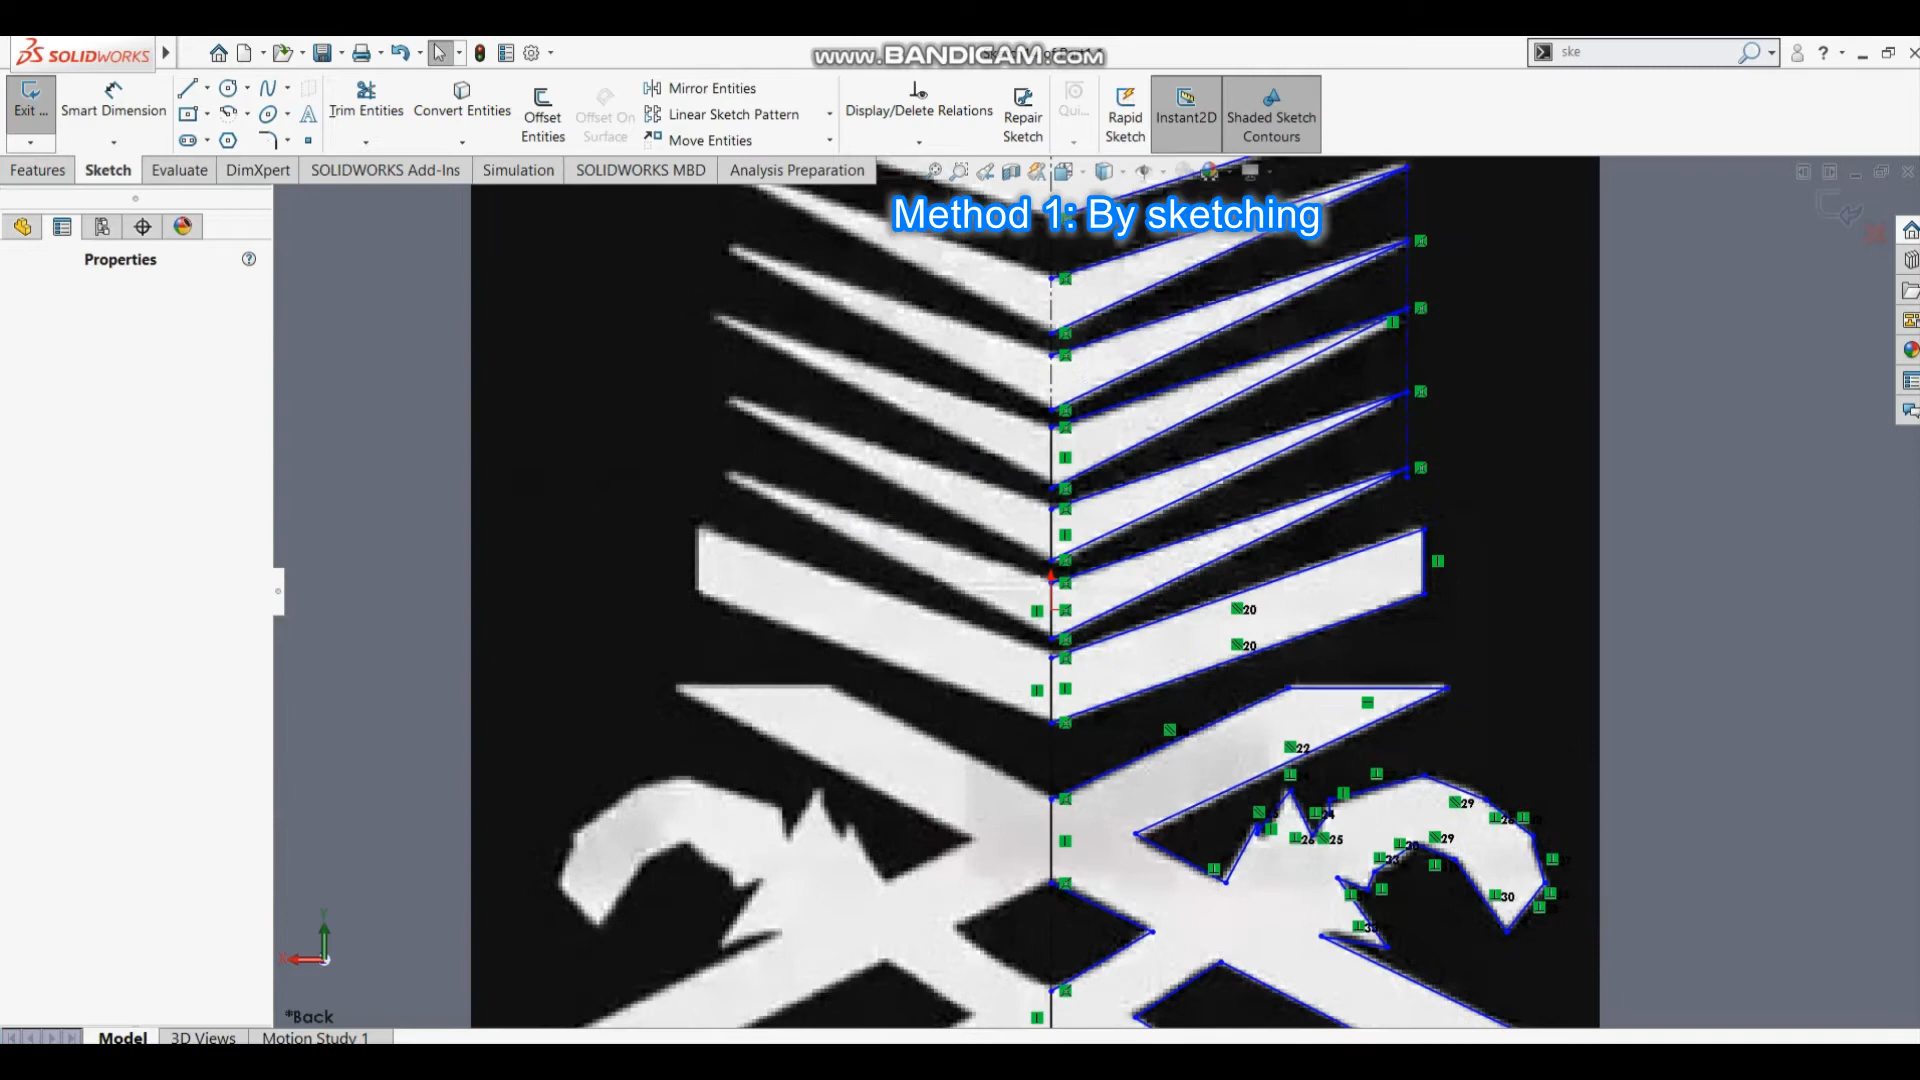 SOLIDWORKS
www.BANDICAM.com
ske
Exit ...
Smart Dimension
Trim Entities
Convert Entities
Offset Entities
Offset On Surface
Mirror Entities
Linear Sketch Pattern
Move Entities
Display/Delete Relations
Repair Sketch
Qui...
Rapid Sketch
Instant2D
Shaded Sketch Contours
Features
Sketch
Evaluate
DimXpert
SOLIDWORKS Add-Ins
Simulation
SOLIDWORKS MBD
Analysis Preparation
Method 1: By sketching
Properties
20
20
22
29
26
25
29
30
Y
*Back
Model
3D Views
Motion Study 1